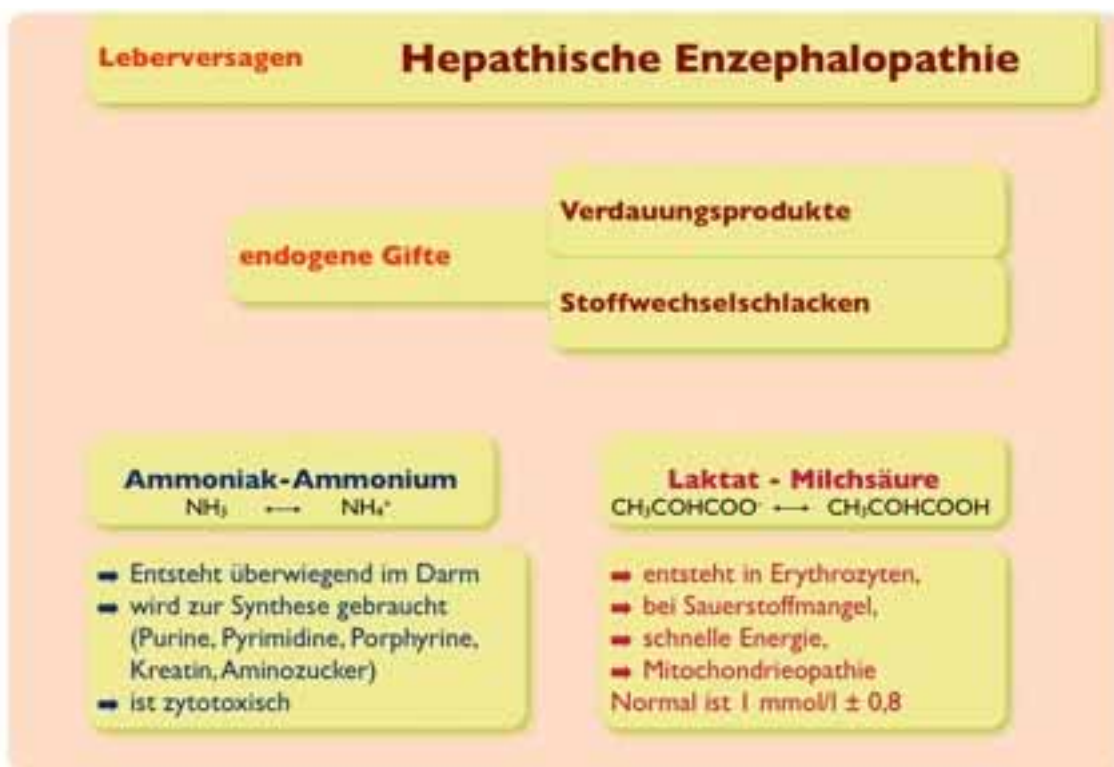 Leberversagen Hepathische Enzephalopathie
Verdauungsprodukte
endogene Gifte
Stoffwechselschlacken
Ammoniak-Ammonium
NH₃ ⟷ NH₄⁺
➡ Entsteht überwiegend im Darm
➡ wird zur Synthese gebraucht
(Purine, Pyrimidine, Porphyrine,
Kreatin, Aminozucker)
➡ ist zytotoxisch
Laktat - Milchsäure
CH₃COHCOO⁻ ⟷ CH₃COHCOOH
➡ entsteht in Erythrozyten,
➡ bei Sauerstoffmangel,
➡ schnelle Energie,
➡ Mitochondrieopathie
Normal ist 1 mmol/l ± 0,8